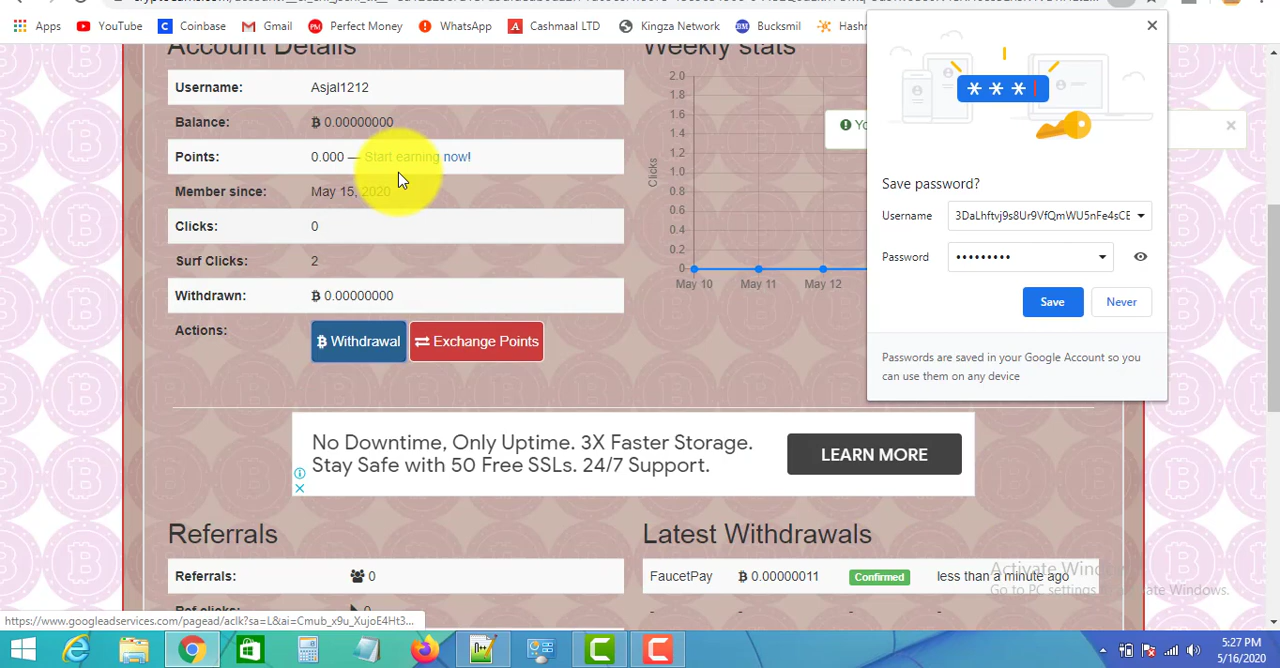 Apps YouTube Coinbase Gmail Perfect Money WhatsApp Cashmaal LTD Kingza Network Bucksmil Hashr
Account Details
Username: Asjal1212
Balance: ฿ 0.00000000
Points: 0.000 — Start earning now!
Member since: May 15, 2020
Clicks: 0
Surf Clicks: 2
Withdrawn: ฿ 0.00000000
Actions: ฿ Withdrawal Exchange Points
Weekly stats
2.0
1.8
1.6
1.4
1.2
1.0
0.8
0.6
0.4
0.2
0
Clicks
May 10 May 11 May 12
Yo
* * *
Save password?
Username 3DaLhftvj9s8Ur9VfQmWU5nFe4sCE
Password •••••••••
Save Never
Passwords are saved in your Google Account so you
can use them on any device
No Downtime, Only Uptime. 3X Faster Storage.
Stay Safe with 50 Free SSLs. 24/7 Support.
LEARN MORE
Referrals
Referrals: 0
Ref clicks: 0
Latest Withdrawals
FaucetPay ฿ 0.00000011 Confirmed less than a minute ago
- - - -
Activate Windows
Go to PC settings to activate Windows.
https://www.googleadservices.com/pagead/aclk?sa=L&ai=Cmub_x9u_XujoE4Ht3...
5:27 PM
5/16/2020